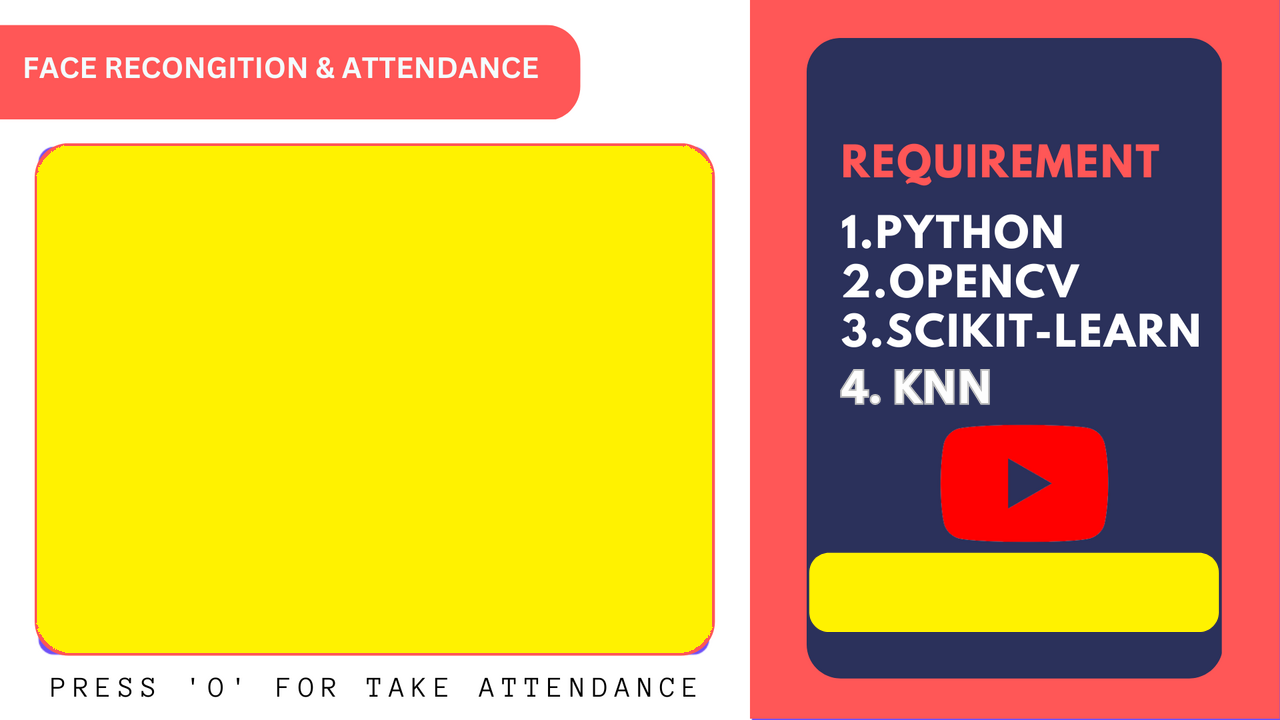 FACE RECONGITION & ATTENDANCE
REQUIREMENT
1.PYTHON
2.OPENCV
3.SCIKIT-LEARN
4. KNN
PRESS 'O' FOR TAKE ATTENDANCE